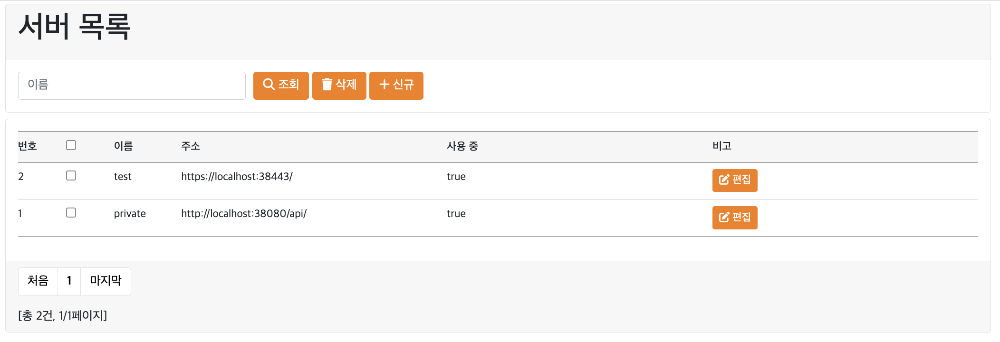 서버 목록
이름 조회 삭제 신규
번호 이름 주소 사용 중 비고
2 test https://localhost:38443/ true 편집
1 private http://localhost:38080/api/ true 편집
처음 1 마지막
[총 2건, 1/1페이지]